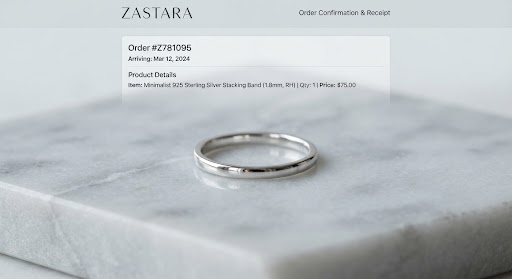 ZASTARA
Order Confirmation & Receipt
Order #Z781095
Arriving: Mar 12, 2024
Product Details
Item: Minimalist 925 Sterling Silver Stacking Band (1.8mm, RH) | Qty: 1 | Price: $75.00